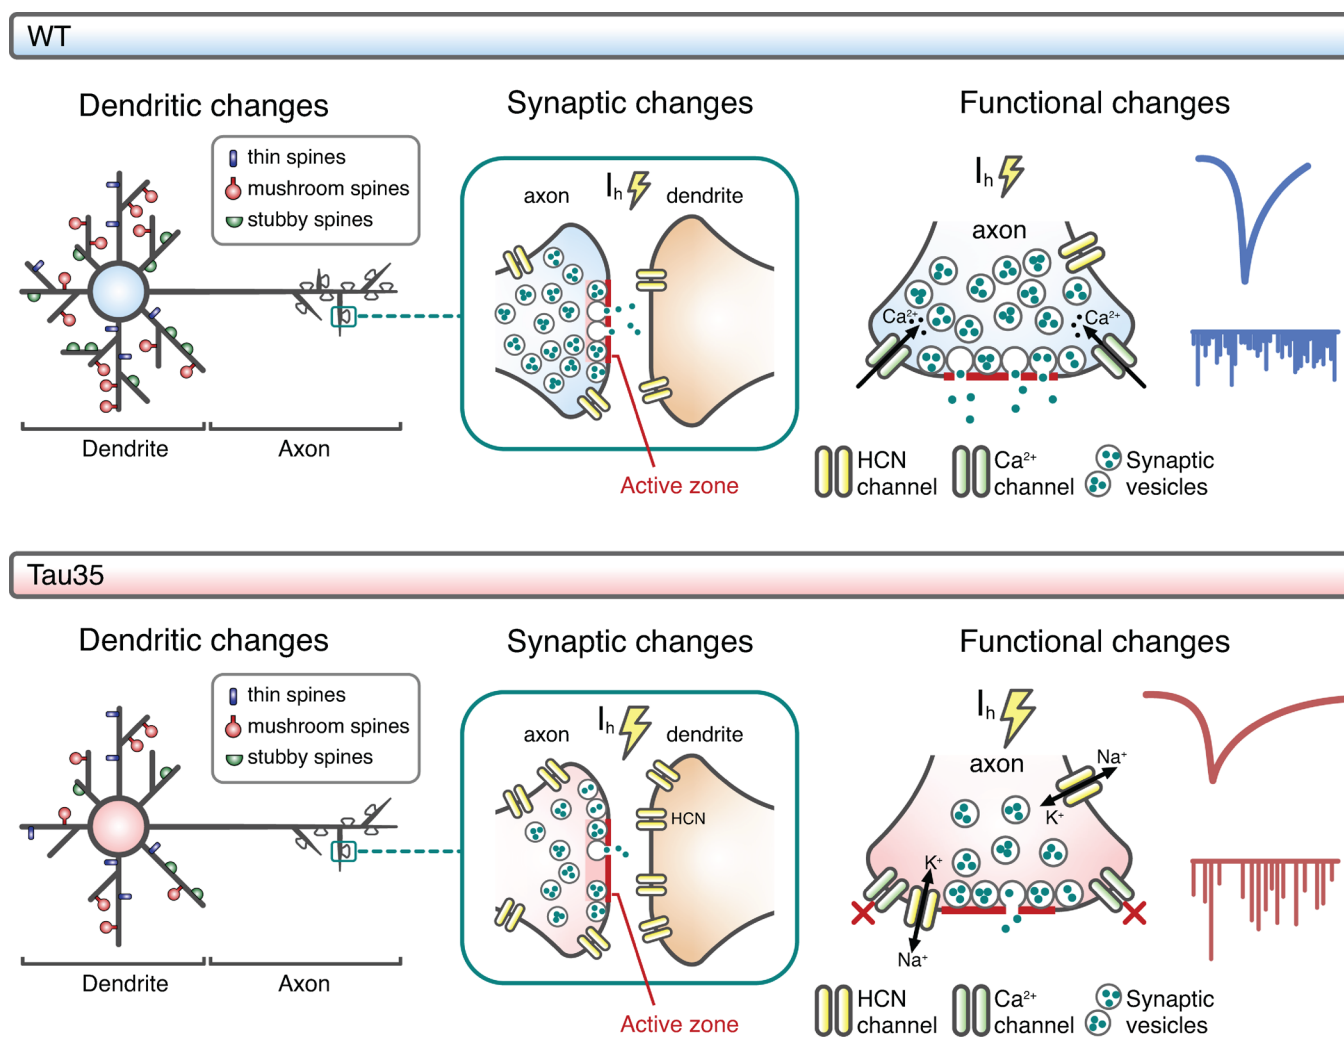 WT
Dendritic changes
Synaptic changes
Functional changes
thin spines
mushroom spines
stubby spines
Dendrite
Axon
axon
Ih
dendrite
Active zone
Ih
axon
Ca²⁺
Ca²⁺
HCN
channel
Ca²⁺
channel
Synaptic
vesicles
Tau35
Dendritic changes
Synaptic changes
Functional changes
thin spines
mushroom spines
stubby spines
Dendrite
Axon
axon
Ih
dendrite
HCN
Active zone
Ih
axon
Na⁺
K⁺
K⁺
Na⁺
HCN
channel
Ca²⁺
channel
Synaptic
vesicles